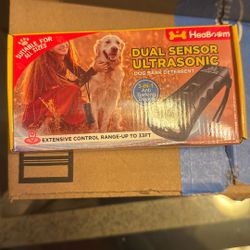 SUITABLE FOR
ALL SIZES
HeaBoom
DUAL SENSOR
ULTRASONIC
DOG BARK DETERRENT
EXTENSIVE CONTROL RANGE-UP TO 33FT